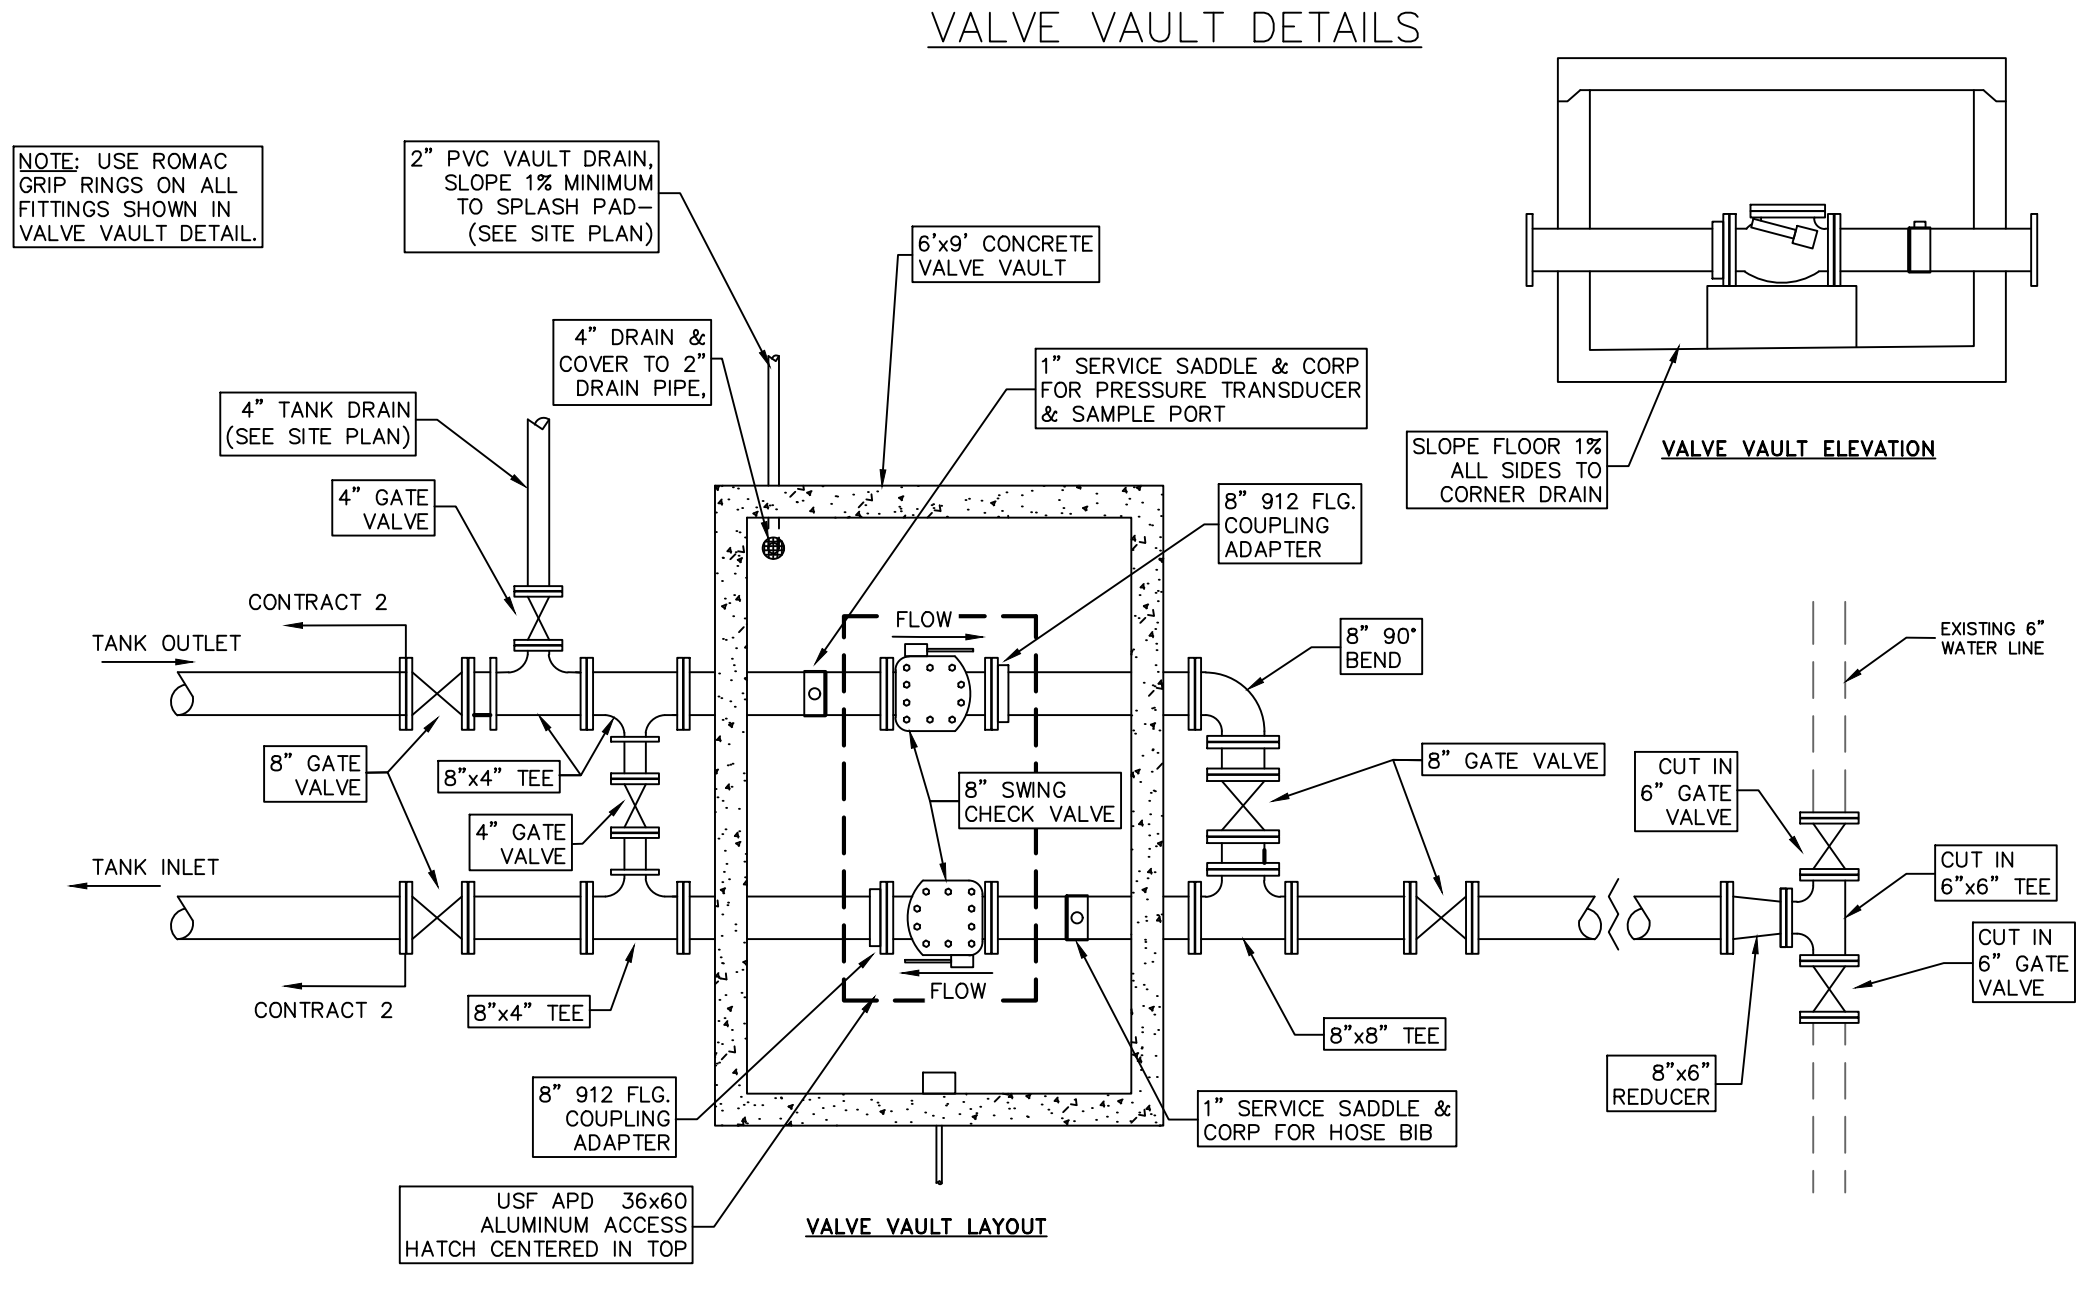 VALVE VAULT DETAILS
NOTE: USE ROMAC
GRIP RINGS ON ALL
FITTINGS SHOWN IN
VALVE VAULT DETAIL.
2" PVC VAULT DRAIN,
SLOPE 1% MINIMUM
TO SPLASH PAD-
(SEE SITE PLAN)
6'x9' CONCRETE
VALVE VAULT
4" DRAIN &
COVER TO 2"
DRAIN PIPE,
1" SERVICE SADDLE & CORP
FOR PRESSURE TRANSDUCER
& SAMPLE PORT
4" TANK DRAIN
(SEE SITE PLAN)
SLOPE FLOOR 1%
ALL SIDES TO
CORNER DRAIN
VALVE VAULT ELEVATION
4" GATE
VALVE
8" 912 FLG.
COUPLING
ADAPTER
CONTRACT 2
TANK OUTLET
FLOW
8" 90°
BEND
EXISTING 6"
WATER LINE
8" GATE
VALVE
8"x4" TEE
8" SWING
CHECK VALVE
8" GATE VALVE
CUT IN
6" GATE
VALVE
4" GATE
VALVE
TANK INLET
CUT IN
6"x6" TEE
CUT IN
6" GATE
VALVE
CONTRACT 2
8"x4" TEE
FLOW
8"x8" TEE
8"x6"
REDUCER
8" 912 FLG.
COUPLING
ADAPTER
1" SERVICE SADDLE &
CORP FOR HOSE BIB
USF APD 36x60
ALUMINUM ACCESS
HATCH CENTERED IN TOP
VALVE VAULT LAYOUT